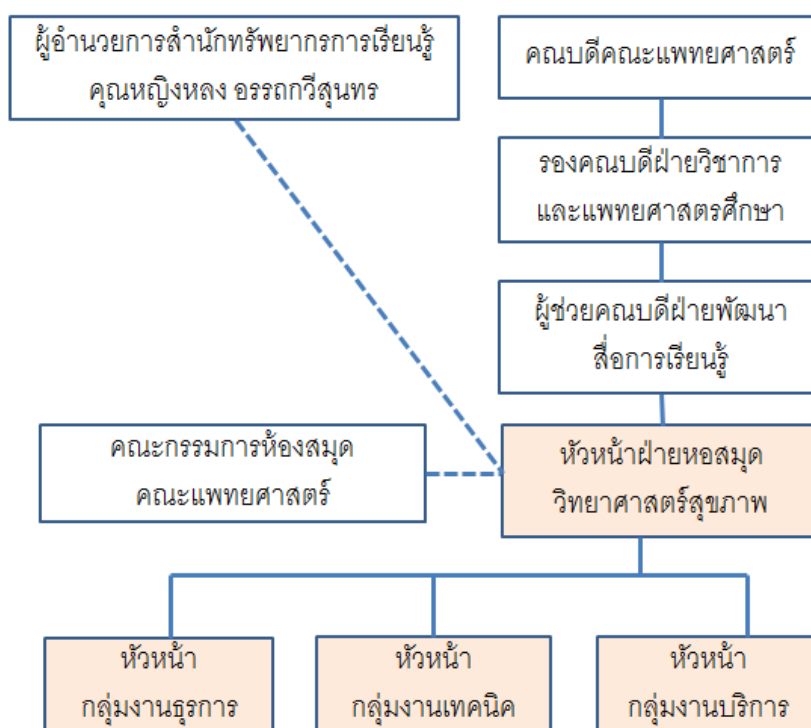 ผู้อำนวยการสำนักทรัพยากรการเรียนรู้
คุณหญิงหลง อรรถกวีสุนทร
คณบดีคณะแพทยศาสตร์
รองคณบดีฝ่ายวิชาการ
และแพทยศาสตรศึกษา
ผู้ช่วยคณบดีฝ่ายพัฒนา
สื่อการเรียนรู้
คณะกรรมการห้องสมุด
คณะแพทยศาสตร์
หัวหน้าฝ่ายหอสมุด
วิทยาศาสตร์สุขภาพ
หัวหน้า
กลุ่มงานธุรการ
หัวหน้า
กลุ่มงานเทคนิค
หัวหน้า
กลุ่มงานบริการ